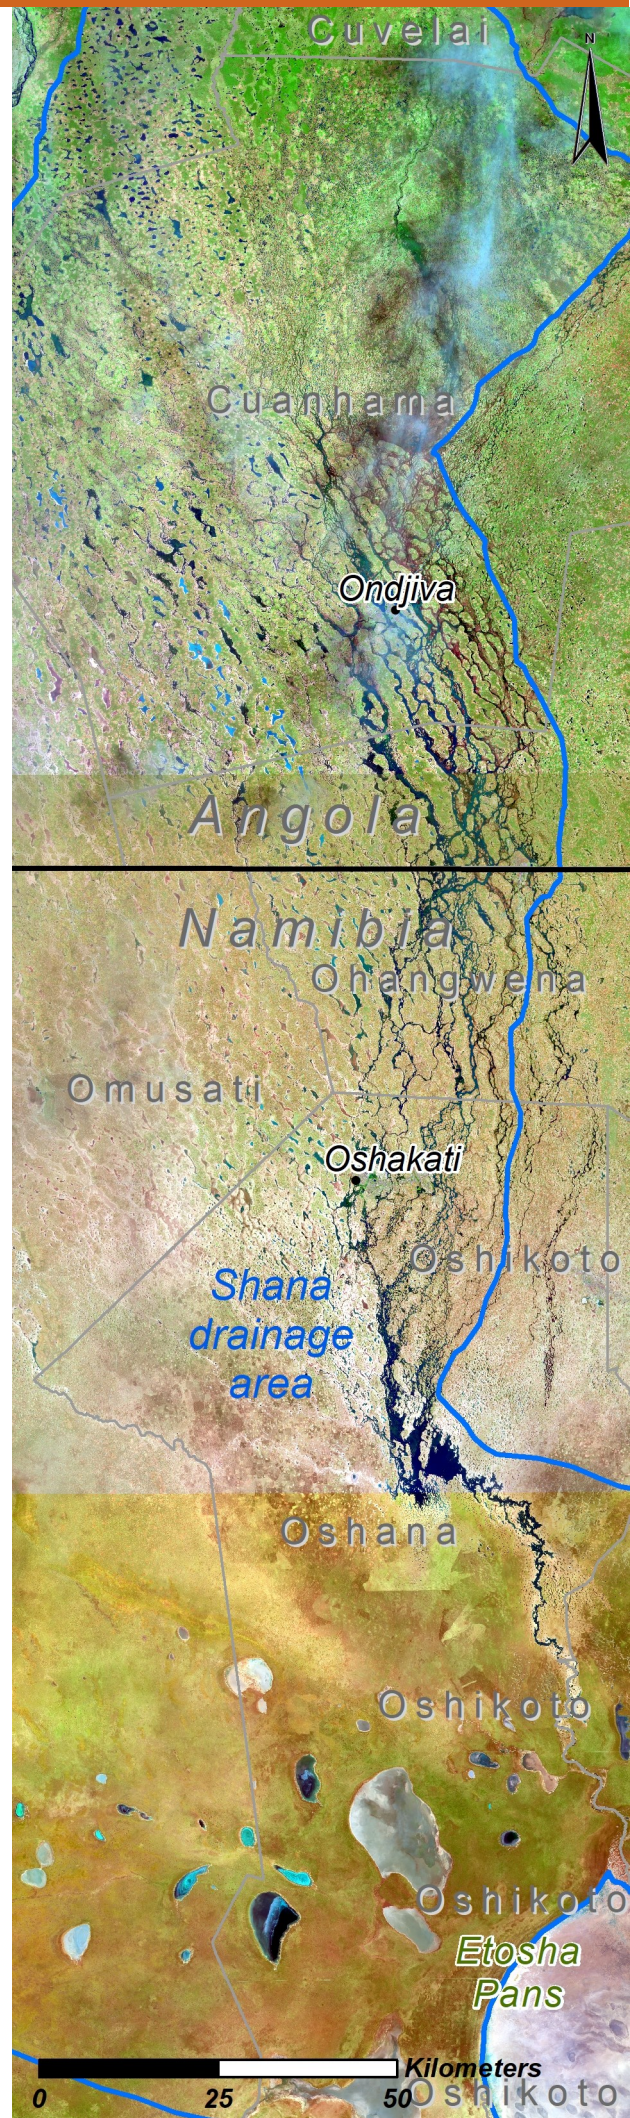 Cuvelai
N
Cuanhama
Ondjiva
Angola
Namibia
Ohangwena
Omusati
Oshakati
Oshikoto
Shana
drainage
area
Oshana
Oshikoto
Oshikoto
Etosha
Pans
Kilometers
0 25 50
Oshikoto